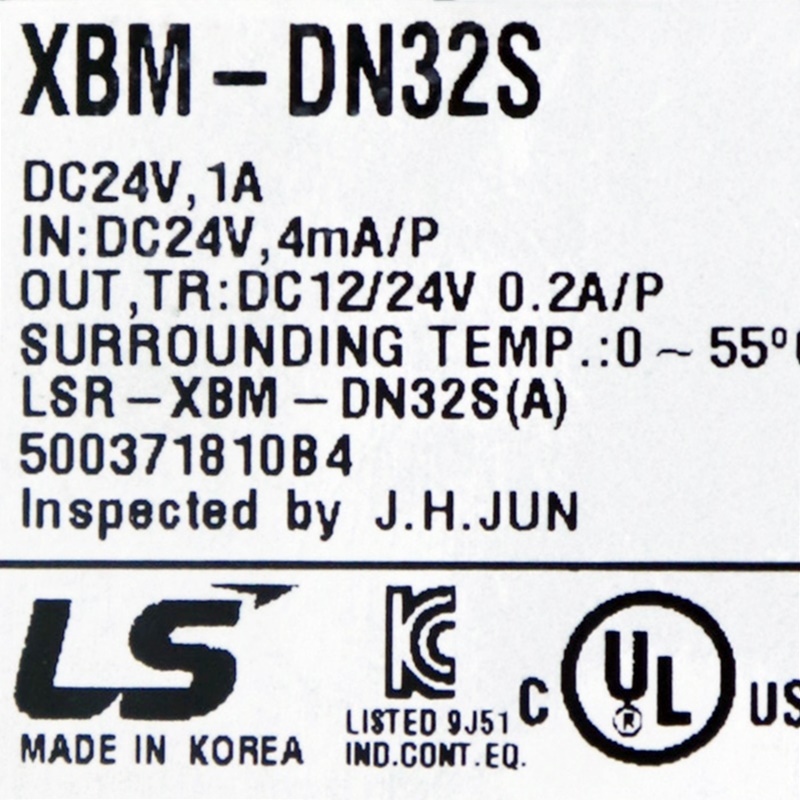 XBM-DN32S
DC24V,1A
IN:DC24V,4mA/P
OUT,TR:DC12/24V 0.2A/P
SURROUNDING TEMP.:0 ~ 55°
LSR-XBM-DN32S(A)
500371810B4
Inspected by J.H.JUN
LS
MADE IN KOREA
KC
LISTED 9J51
IND.CONT.EQ.
C UL ® US